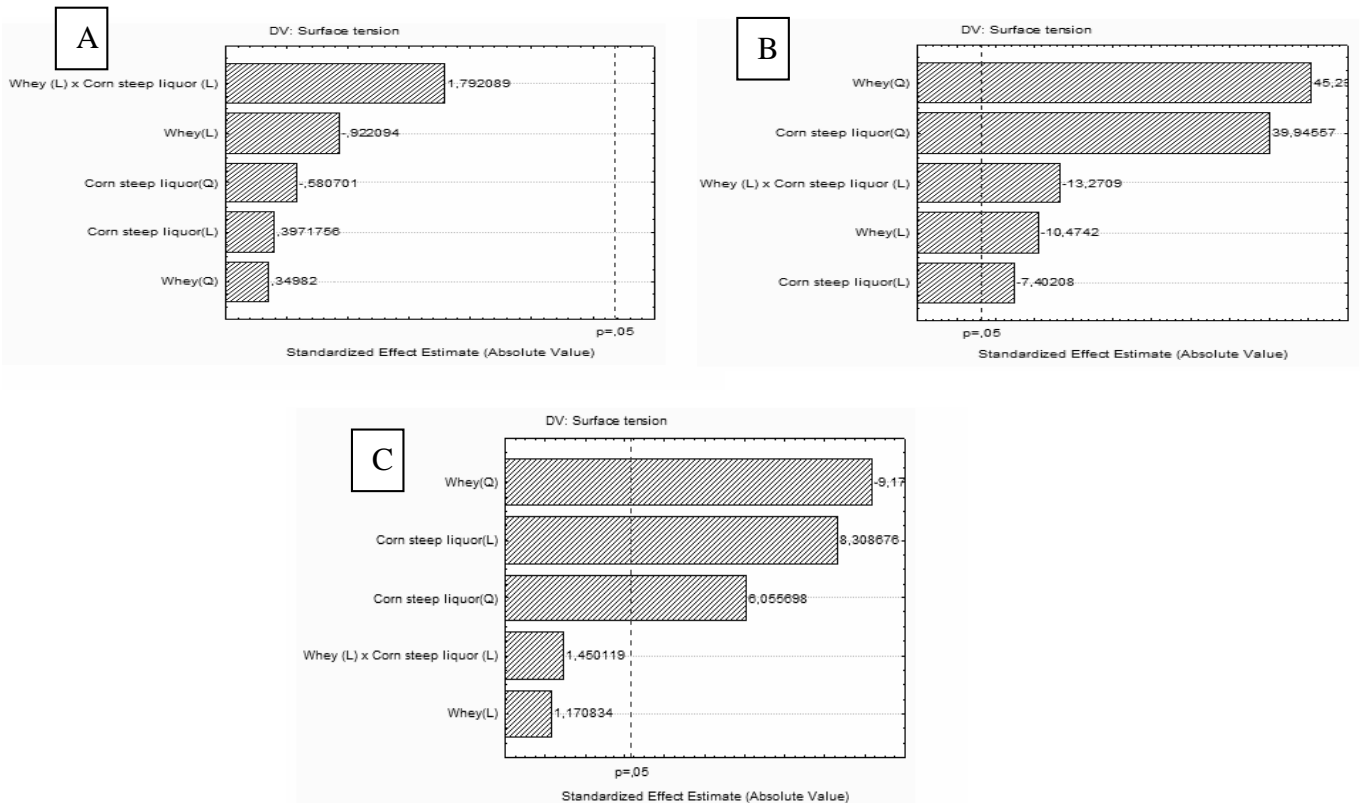 A
DV: Surface tension
Whey (L) x Corn steep liquor (L)
1,792089
Whey(L)
-,922094
Corn steep liquor(Q)
-,580701
Corn steep liquor(L)
,3971756
Whey(Q)
,34982
p=,05
Standardized Effect Estimate (Absolute Value)
B
DV: Surface tension
Whey(Q)
Corn steep liquor(Q)
39,94557
Whey (L) x Corn steep liquor (L)
-13,2709
Whey(L)
-10,4742
Corn steep liquor(L)
-7,40208
p=,05
Standardized Effect Estimate (Absolute Value)
C
DV: Surface tension
Whey(Q)
-9,17
Corn steep liquor(L)
8,308676
Corn steep liquor(Q)
6,055698
Whey (L) x Corn steep liquor (L)
1,450119
Whey(L)
1,170834
p=,05
Standardized Effect Estimate (Absolute Value)